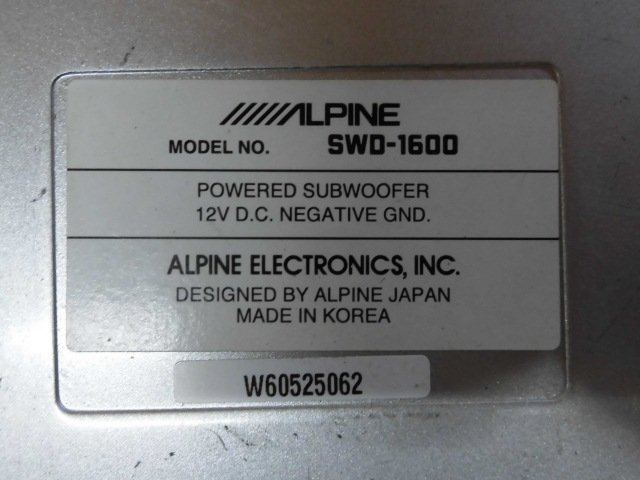 ALPINE
MODEL NO. SWD-1600
POWERED SUBWOOFER
12V D.C. NEGATIVE GND.
ALPINE ELECTRONICS, INC.
DESIGNED BY ALPINE JAPAN
MADE IN KOREA
W60525062